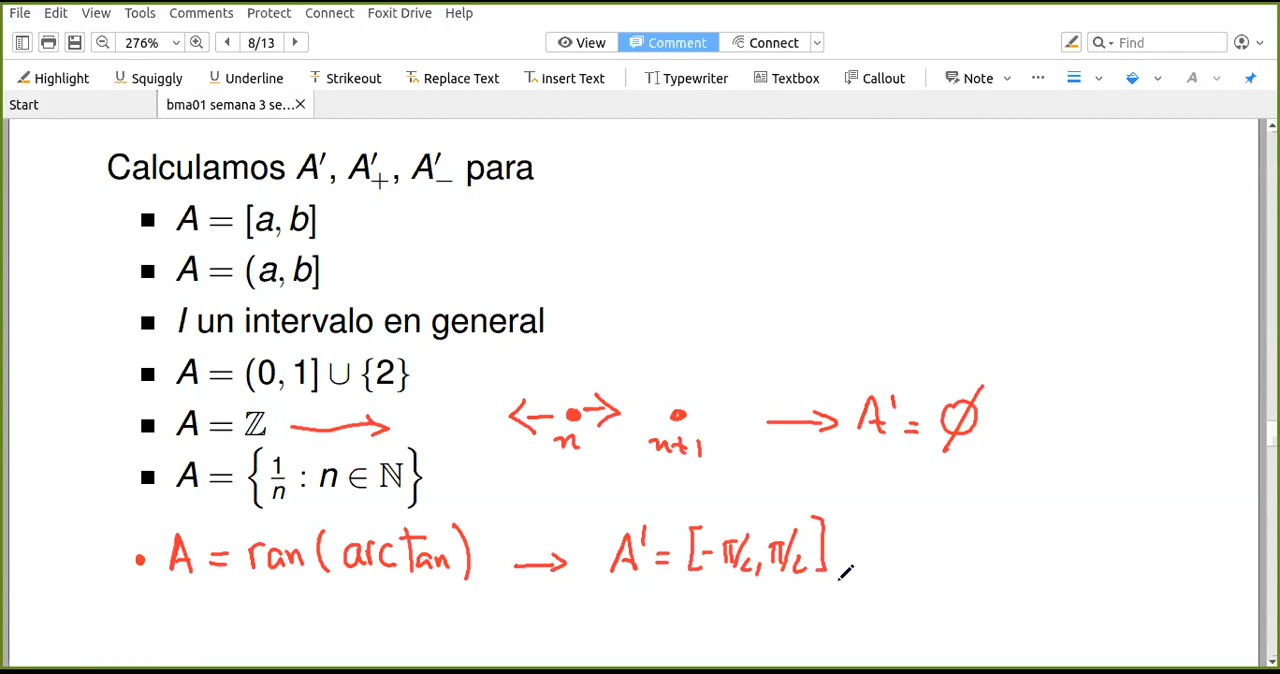 File Edit View Tools Comments Protect Connect Foxit Drive Help
276% 8/13 View Comment Connect Find
Highlight Squiggly Underline Strikeout Replace Text Insert Text Typewriter Textbox Callout Note ... A
Start bma01 semana 3 se...
Calculamos A′, A′₊, A′₋ para
■ A = [a, b]
■ A = (a, b]
■ I un intervalo en general
■ A = (0, 1] ∪ {2}
■ A = ℤ → ←•→ n • n+1 → A' = ∅
■ A = {1/n : n ∈ ℕ}
• A = ran(arctan) → A' = [-π/2, π/2]